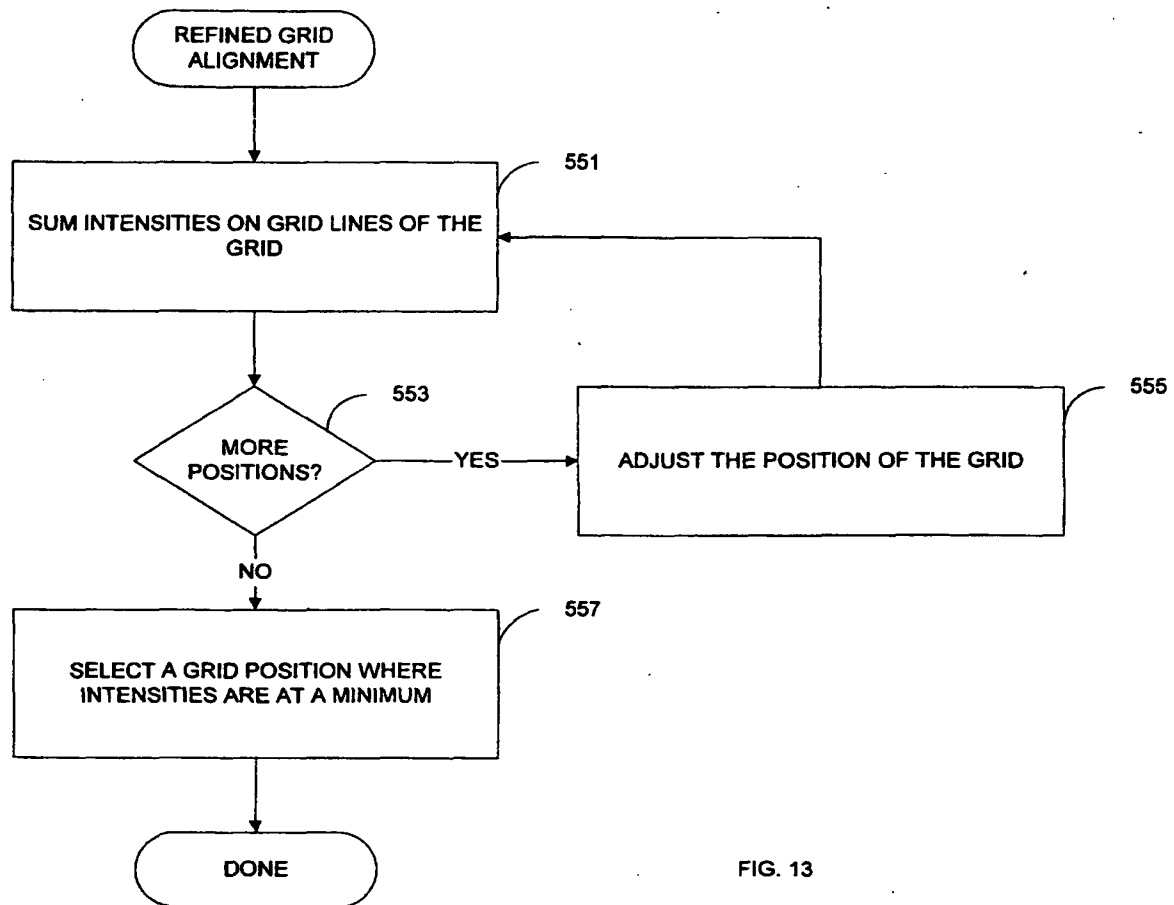 REFINED GRID
ALIGNMENT
551
SUM INTENSITIES ON GRID LINES OF THE
GRID
553
MORE
POSITIONS?
YES
555
ADJUST THE POSITION OF THE GRID
NO
557
SELECT A GRID POSITION WHERE
INTENSITIES ARE AT A MINIMUM
DONE
FIG. 13